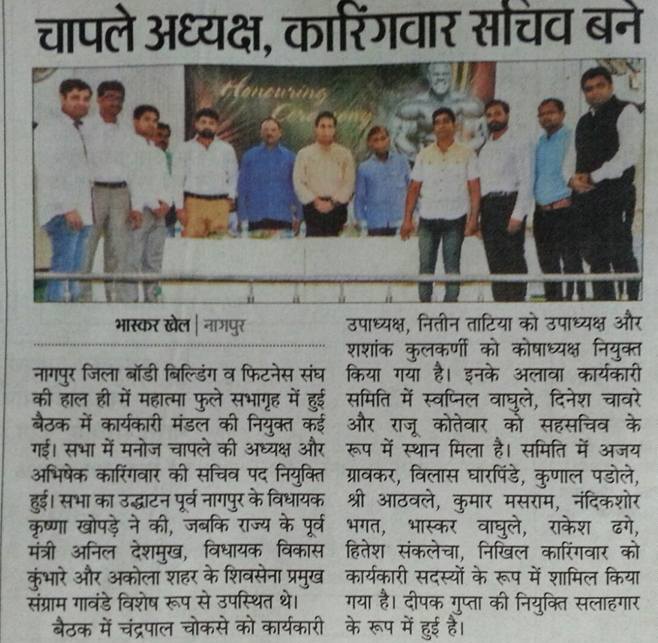 चापले अध्यक्ष, कारिंगवार सचिव बने
Honouring
Ceremony
भास्कर खेल | नागपुर
नागपुर जिला बॉडी बिल्डिंग व फिटनेस संघ
की हाल ही में महात्मा फुले सभागृह में हुई
बैठक में कार्यकारी मंडल की नियुक्त कई
गई। सभा में मनोज चापले की अध्यक्ष और
अभिषेक कारिंगवार की सचिव पद नियुक्ति
हुई। सभा का उद्धाटन पूर्व नागपुर के विधायक
कृष्णा खोपड़े ने की, जबकि राज्य के पूर्व
मंत्री अनिल देशमुख, विधायक विकास
कुंभारे और अकोला शहर के शिवसेना प्रमुख
संग्राम गावंडे विशेष रूप से उपस्थित थे।
बैठक में चंद्रपाल चोकसे को कार्यकारी
उपाध्यक्ष, नितीन ताटिया को उपाध्यक्ष और
शशांक कुलकर्णी को कोषाध्यक्ष नियुक्त
किया गया है। इनके अलावा कार्यकारी
समिति में स्वप्निल वाघुले, दिनेश चावरे
और राजू कोतेवार को सहसचिव के
रूप में स्थान मिला है। समिति में अजय
ग्रावकर, विलास घारपिंडे, कुणाल पडोले,
श्री आठवले, कुमार मसराम, नंदिकशोर
भगत, भास्कर वाघुले, राकेश ढगे,
हितेश संकलेचा, निखिल कारिंगवार को
कार्यकारी सदस्यों के रूप में शामिल किया
गया है। दीपक गुप्ता की नियुक्ति सलाहगार
के रूप में हुई है।